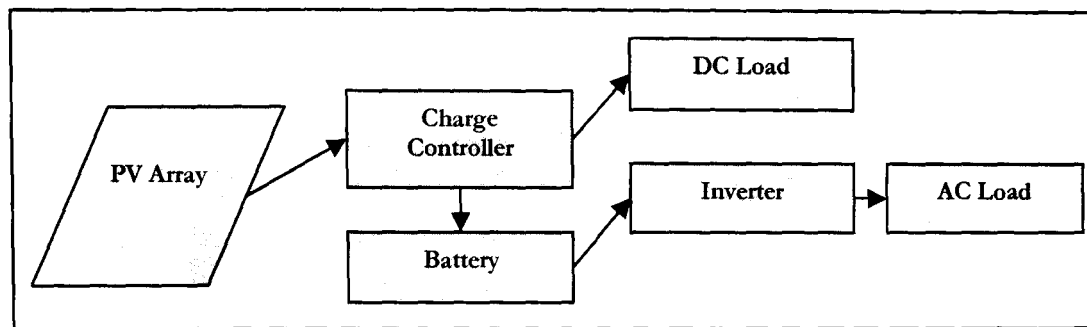 DC Load
Charge
Controller
PV Array
Inverter
AC Load
Battery